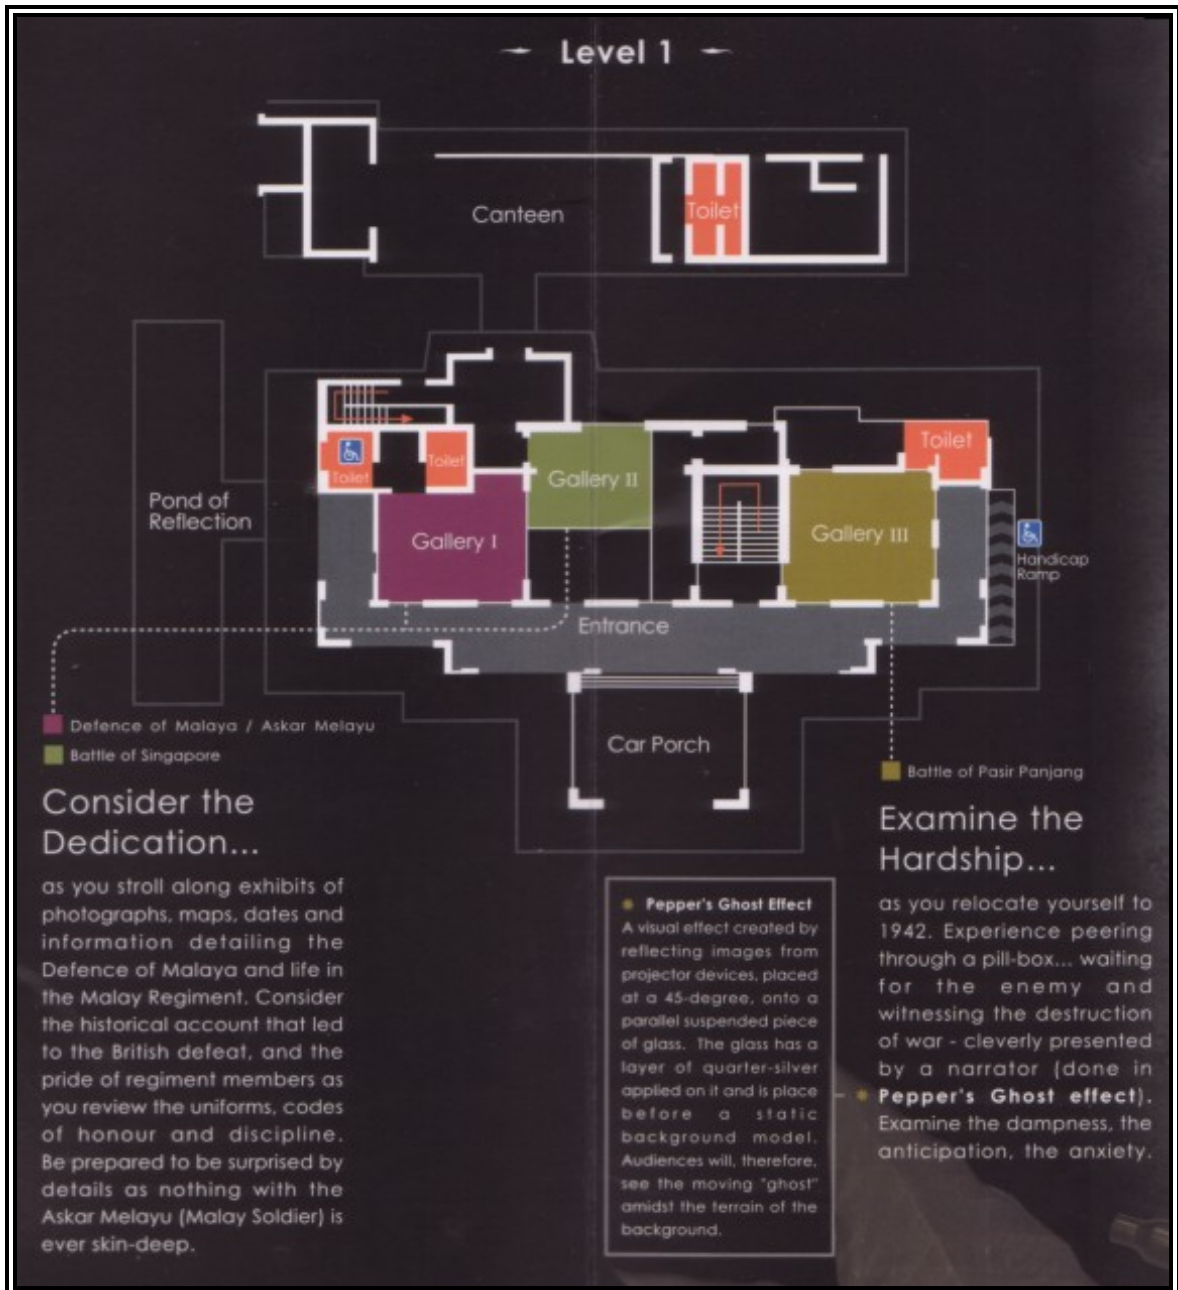 Level 1
Canteen
Toilet
Toilet
Toilet
Toilet
Gallery II
Pond of
Reflection
Gallery I
Gallery III
Handicap
Ramp
Entrance
Car Porch
Defence of Malaya / Askar Melayu
Battle of Singapore
Consider the
Dedication...
as you stroll along exhibits of
photographs, maps, dates and
information detailing the
Defence of Malaya and life in
the Malay Regiment. Consider
the historical account that led
to the British defeat, and the
pride of regiment members as
you review the uniforms, codes
of honour and discipline.
Be prepared to be surprised by
details as nothing with the
Askar Melayu (Malay Soldier) is
ever skin-deep.
Pepper's Ghost Effect
A visual effect created by
reflecting images from
projector devices, placed
at a 45-degree, onto a
parallel suspended piece
of glass. The glass has a
layer of quarter-silver
applied on it and is place
before a static
background model.
Audiences will, therefore,
see the moving "ghost"
amidst the terrain of the
background.
Battle of Pasir Panjang
Examine the
Hardship...
as you relocate yourself to
1942. Experience peering
through a pill-box... waiting
for the enemy and
witnessing the destruction
of war - cleverly presented
by a narrator (done in
Pepper's Ghost effect).
Examine the dampness, the
anticipation, the anxiety.